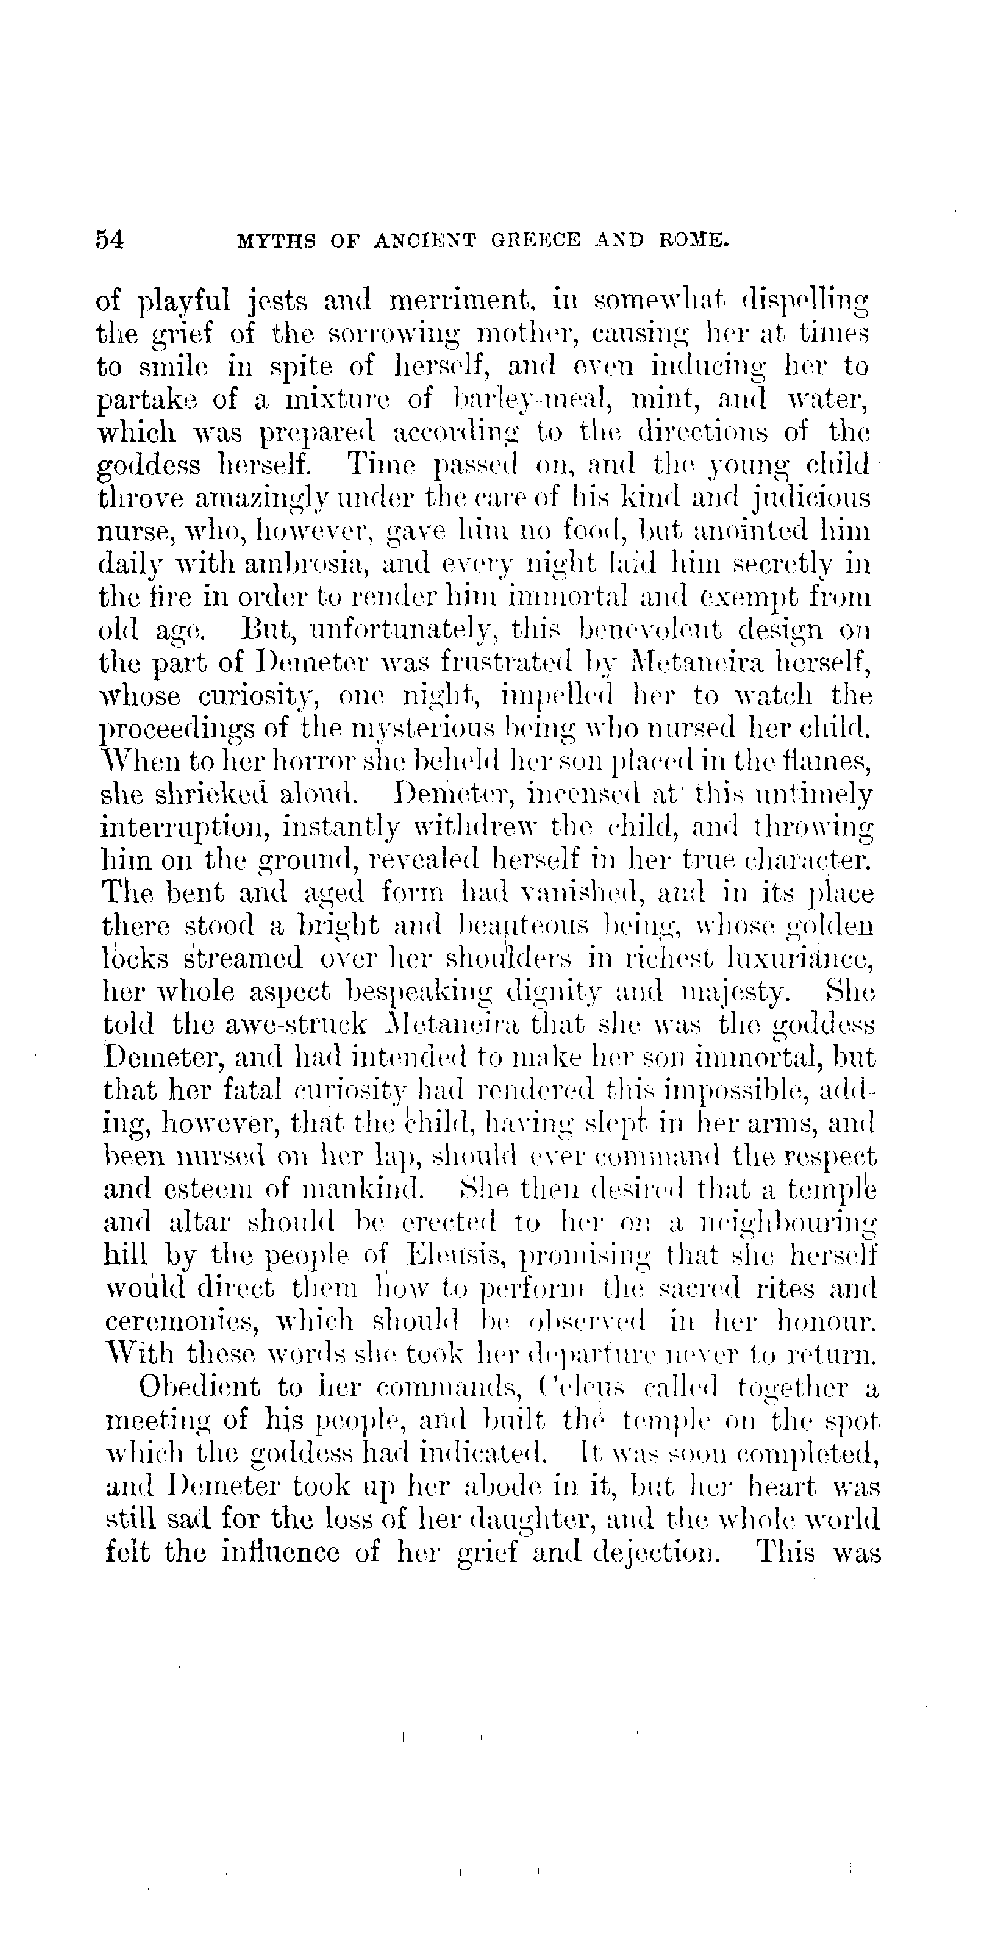 54 MYTHS OF ANCIENT GREECE AND ROME.
of playful jests and merriment, in somewhat dispelling
the grief of the sorrowing mother, causing her at times
to smile in spite of herself, and even inducing her to
partake of a mixture of barley-meal, mint, and water,
which was prepared according to the directions of the
goddess herself. Time passed on, and the young child
throve amazingly under the care of his kind and judicious
nurse, who, however, gave him no food, but anointed him
daily with ambrosia, and every night laid him secretly in
the fire in order to render him immortal and exempt from
old age. But, unfortunately, this benevolent design on
the part of Demeter was frustrated by Metaneira herself,
whose curiosity, one night, impelled her to watch the
proceedings of the mysterious being who nursed her child.
When to her horror she beheld her son placed in the flames,
she shrieked aloud. Demeter, incensed at this untimely
interruption, instantly withdrew the child, and throwing
him on the ground, revealed herself in her true character.
The bent and aged form had vanished, and in its place
there stood a bright and beauteous being, whose golden
locks streamed over her shoulders in richest luxuriance,
her whole aspect bespeaking dignity and majesty. She
told the awe-struck Metaneira that she was the goddess
Demeter, and had intended to make her son immortal, but
that her fatal curiosity had rendered this impossible, add-
ing, however, that the child, having slept in her arms, and
been nursed on her lap, should ever command the respect
and esteem of mankind. She then desired that a temple
and altar should be erected to her on a neighbouring
hill by the people of Eleusis, promising that she herself
would direct them how to perform the sacred rites and
ceremonies, which should be observed in her honour.
With these words she took her departure never to return.
Obedient to her commands, Celeus called together a
meeting of his people, and built the temple on the spot
which the goddess had indicated. It was soon completed,
and Demeter took up her abode in it, but her heart was
still sad for the loss of her daughter, and the whole world
felt the influence of her grief and dejection. This was